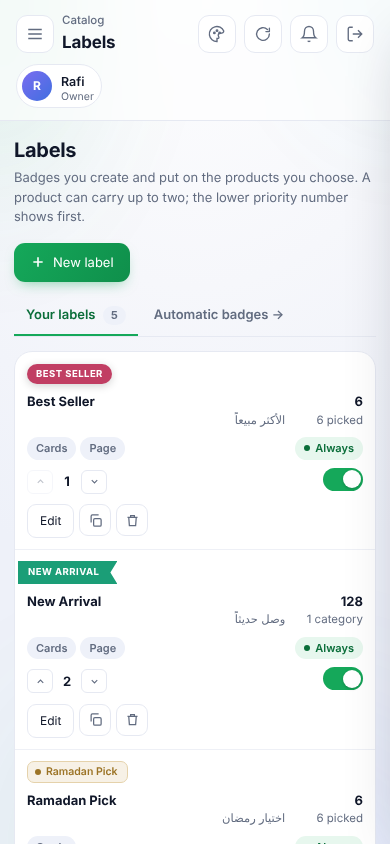 Catalog
Labels
R
Rafi
Owner
Labels
Badges you create and put on the products you choose. A
product can carry up to two; the lower priority number
shows first.
+ New label
Your labels 5
Automatic badges →
BEST SELLER
Best Seller 6
الأكثر مبيعاً 6 picked
Cards Page Always
1
Edit
NEW ARRIVAL
New Arrival 128
وصل حديثاً 1 category
Cards Page Always
2
Edit
Ramadan Pick
Ramadan Pick 6
اختيار رمضان 6 picked